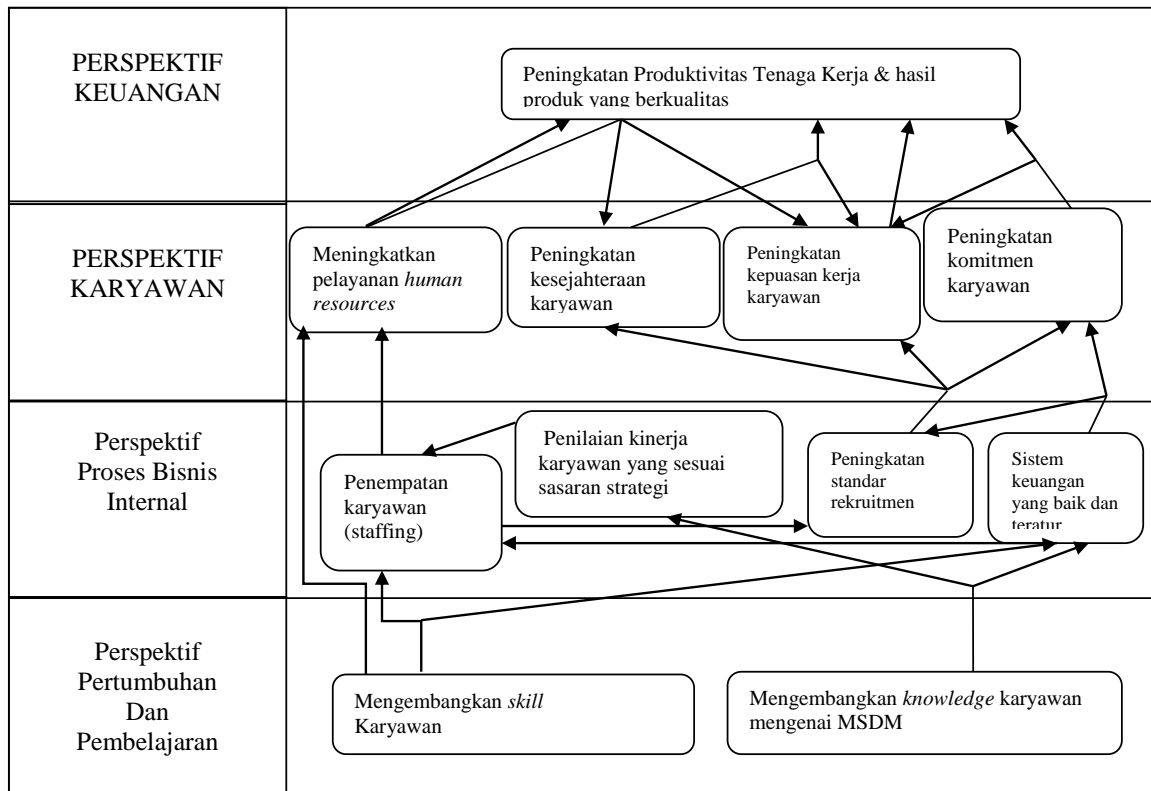 PERSPEKTIF
KEUANGAN
Peningkatan Produktivitas Tenaga Kerja & hasil
produk yang berkualitas
PERSPEKTIF
KARYAWAN
Meningkatkan
pelayanan human
resources
Peningkatan
kesejahteraan
karyawan
Peningkatan
kepuasan kerja
karyawan
Peningkatan
komitmen
karyawan
Perspektif
Proses Bisnis
Internal
Penempatan
karyawan
(staffing)
Penilaian kinerja
karyawan yang sesuai
sasaran strategi
Peningkatan
standar
rekruitmen
Sistem
keuangan
yang baik dan
teratur
Perspektif
Pertumbuhan
Dan
Pembelajaran
Mengembangkan skill
Karyawan
Mengembangkan knowledge karyawan
mengenai MSDM